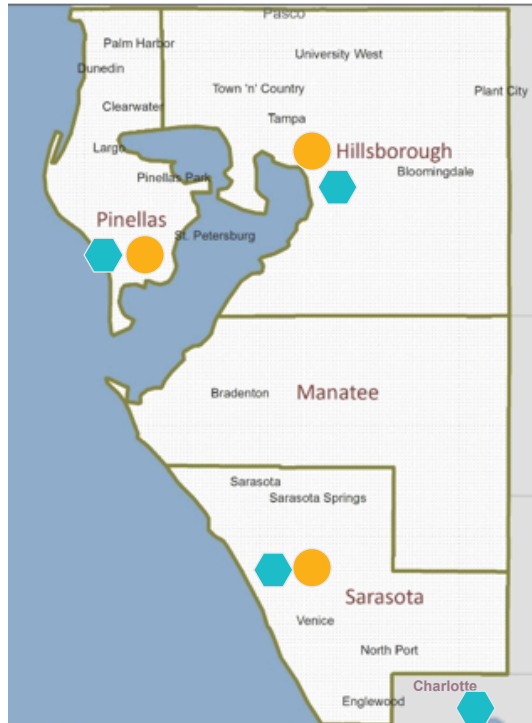 Pasco
Palm Harbor
University West
Dunedin
Town 'n' Country
Plant City
Clearwater
Tampa
Largo
Hillsborough
Pinellas Park
Bloomingdale
Pinellas
St. Petersburg
Bradenton
Manatee
Sarasota
Sarasota Springs
Sarasota
Venice
North Port
Charlotte
Englewood